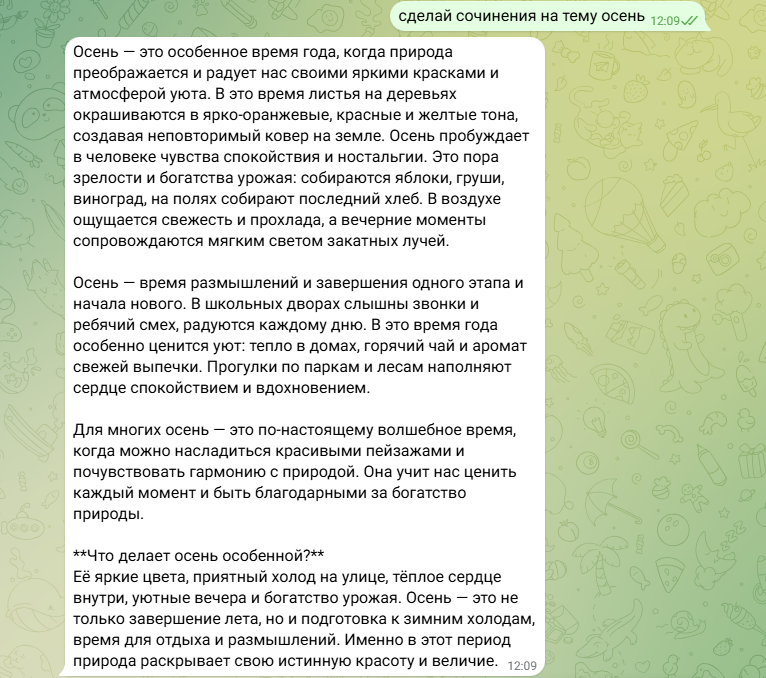 сделай сочинения на тему осень 12:09
Осень — это особенное время года, когда природа
преображается и радует нас своими яркими красками и
атмосферой уюта. В это время листья на деревьях
окрашиваются в ярко-оранжевые, красные и желтые тона,
создавая неповторимый ковер на земле. Осень пробуждает
в человеке чувства спокойствия и ностальгии. Это пора
зрелости и богатства урожая: собираются яблоки, груши,
виноград, на полях собирают последний хлеб. В воздухе
ощущается свежесть и прохлада, а вечерние моменты
сопровождаются мягким светом закатных лучей.
Осень — время размышлений и завершения одного этапа и
начала нового. В школьных дворах слышны звонки и
ребячий смех, радуются каждому дню. В это время года
особенно ценится уют: тепло в домах, горячий чай и аромат
свежей выпечки. Прогулки по паркам и лесам наполняют
сердце спокойствием и вдохновением.
Для многих осень — это по-настоящему волшебное время,
когда можно насладиться красивыми пейзажами и
почувствовать гармонию с природой. Она учит нас ценить
каждый момент и быть благодарными за богатство
природы.
**Что делает осень особенной?**
Её яркие цвета, приятный холод на улице, тёплое сердце
внутри, уютные вечера и богатство урожая. Осень — это не
только завершение лета, но и подготовка к зимним холодам,
время для отдыха и размышлений. Именно в этот период
природа раскрывает свою истинную красоту и величие. 12:09